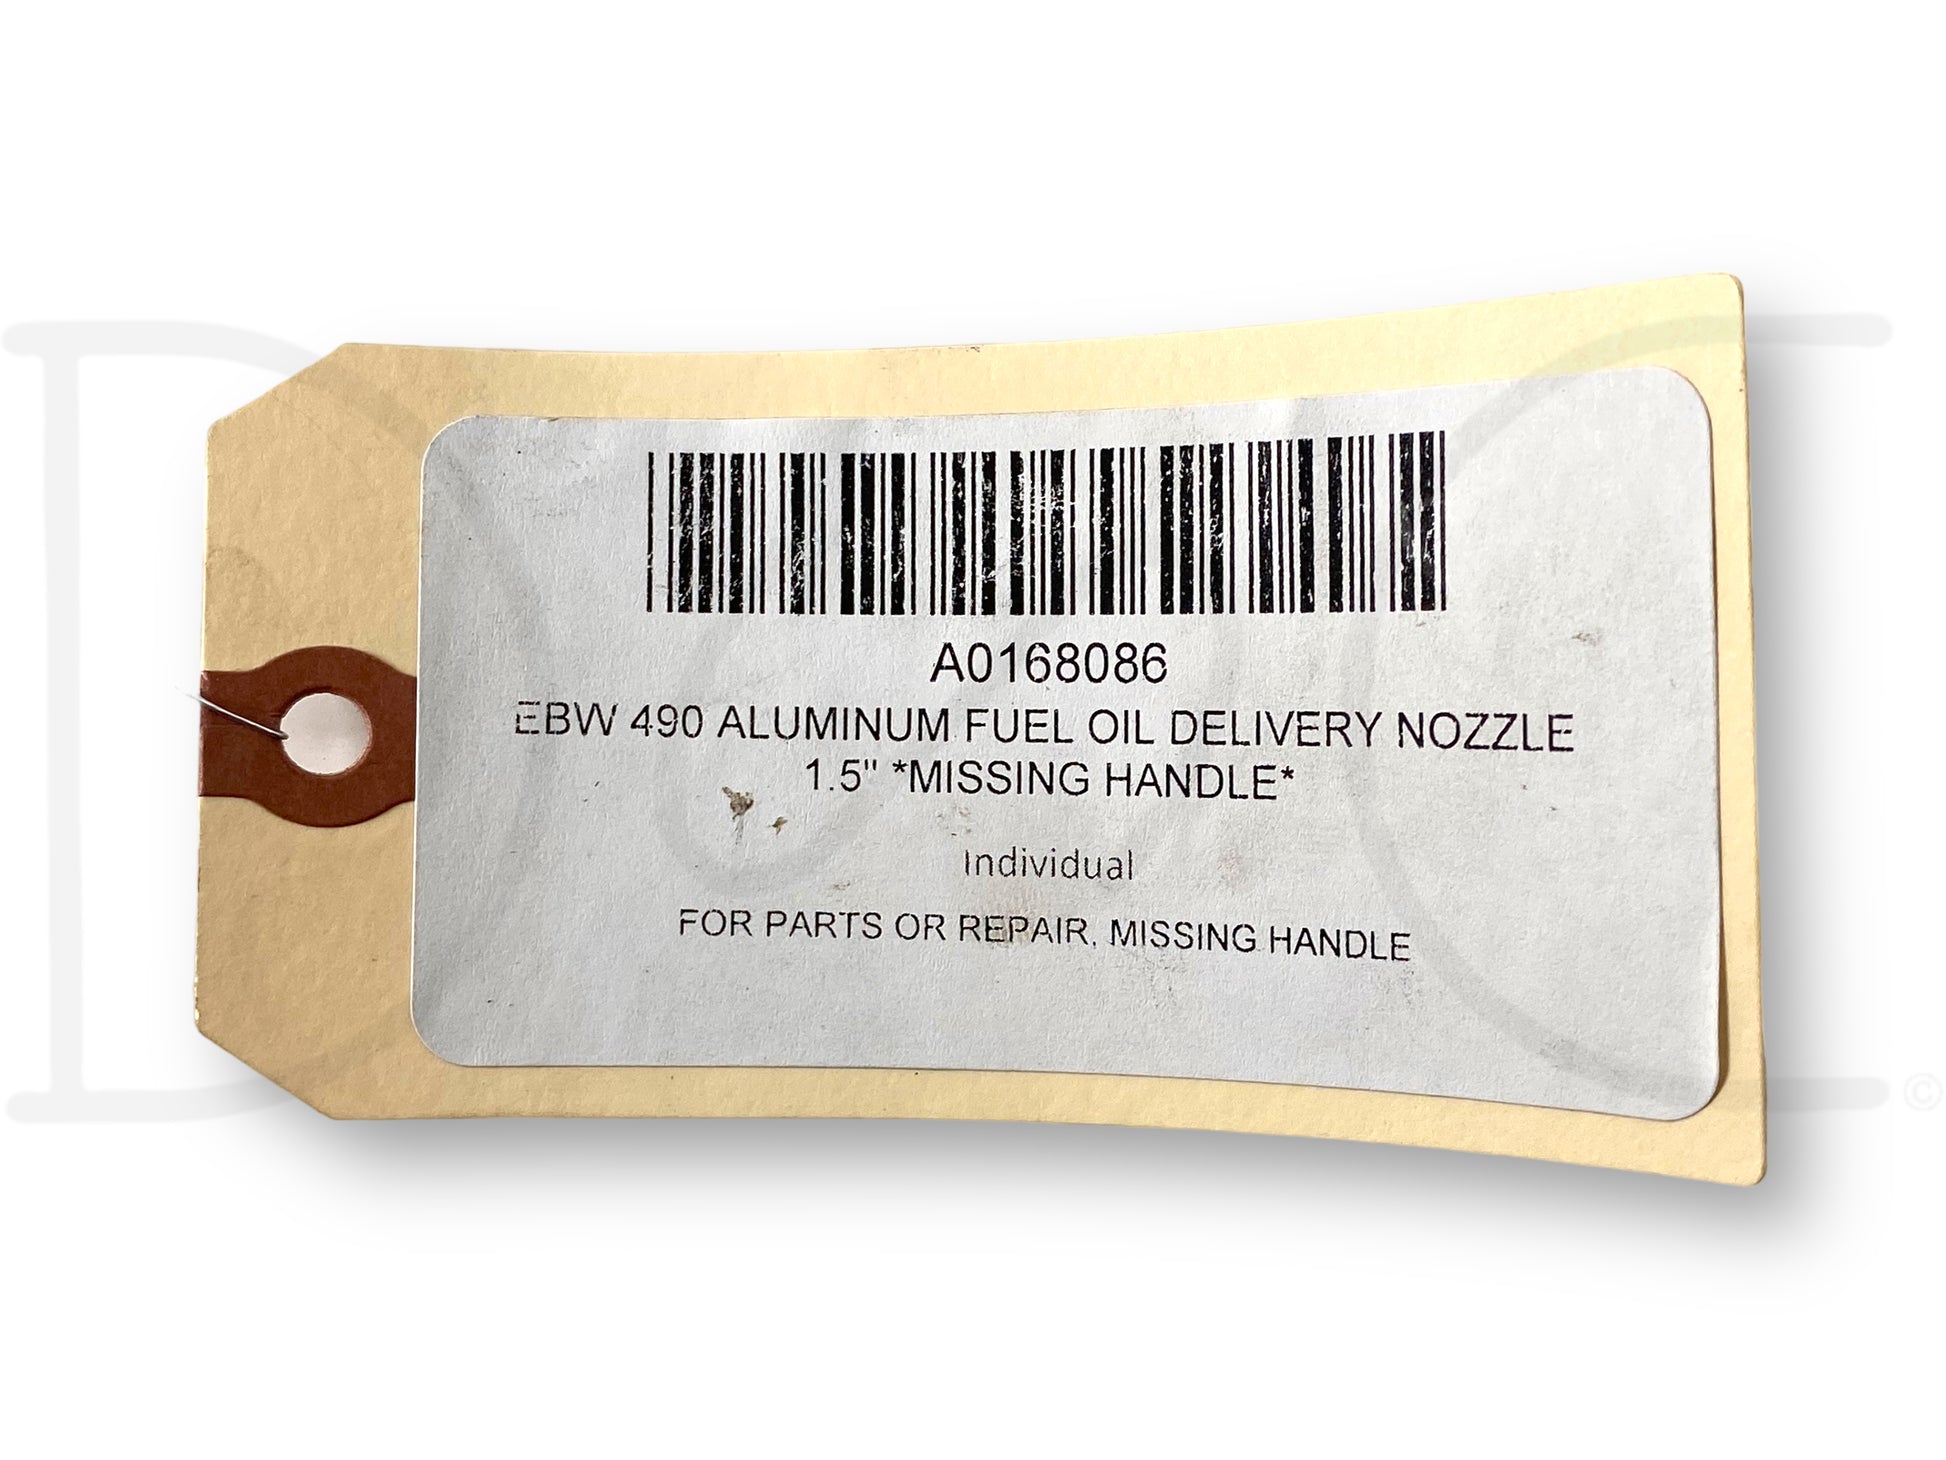 A0168086
EBW 490 ALUMINUM FUEL OIL DELIVERY NOZZLE
1.5" *MISSING HANDLE*
Individual
FOR PARTS OR REPAIR, MISSING HANDLE